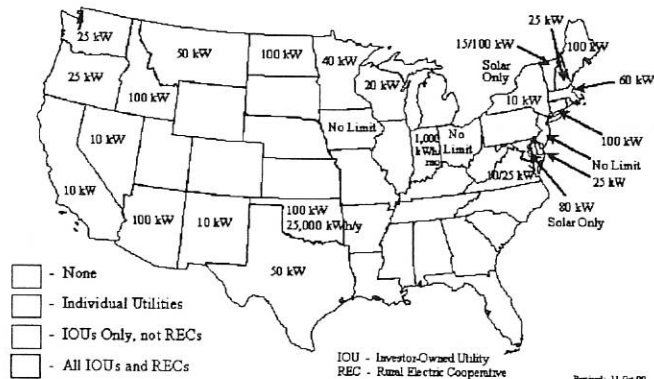 25 kW
25 kW
50 kW
100 kW
100 kW
40 kW
20 kW
15/100 kW
Solar Only
25 kW
100 kW
60 kW
10 kW
100 kW
No Limit
25 kW
80 kW
Solar Only
10/25 kW
No Limit
1,000
kWh/
mo
No
Limit
10 kW
10 kW
100 kW
10 kW
100 kW
25,000 kWh/y
50 kW
- None
- Individual Utilities
- IOUs Only, not RECs
- All IOUs and RECs
IOU - Investor-Owned Utility
REC - Rural Electric Cooperative